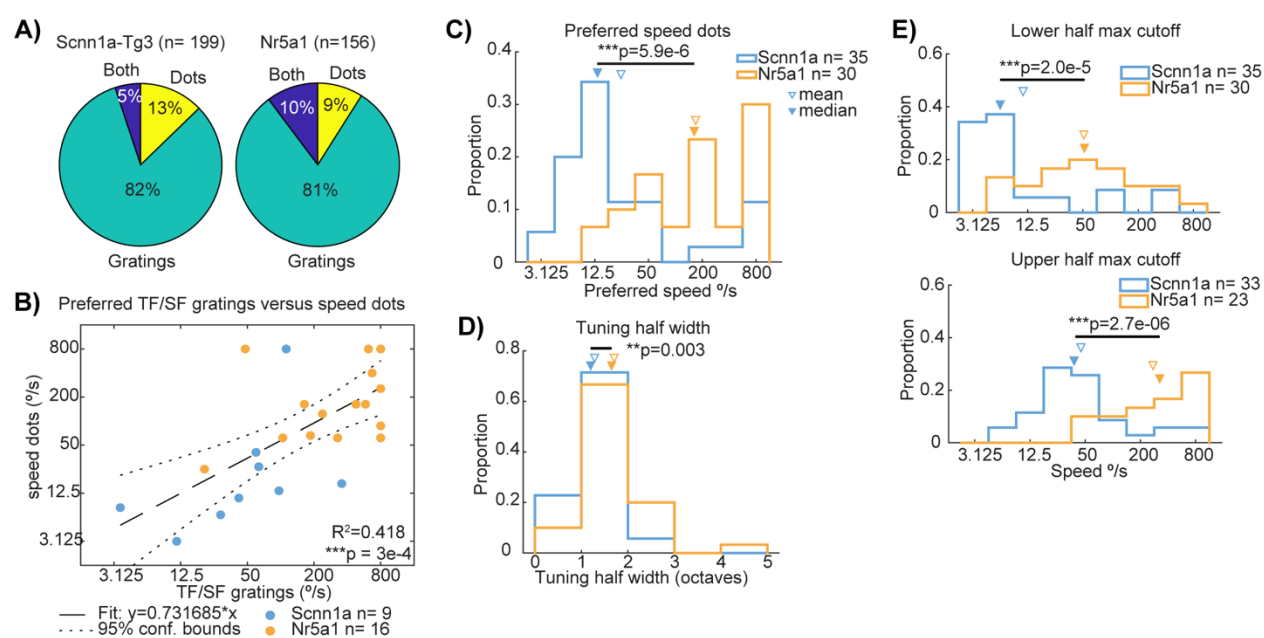 A)
Scnn1a-Tg3 (n= 199)
Nr5a1 (n=156)
Both
Dots
5%
13%
82%
Gratings
Both
Dots
10%
9%
81%
Gratings
B)
Preferred TF/SF gratings versus speed dots
speed dots (º/s)
800
200
50
12.5
3.125
R²=0.418
***p = 3e-4
3.125 12.5 50 200 800
TF/SF gratings (º/s)
Fit: y=0.731685*x
95% conf. bounds
Scnn1a n= 9
Nr5a1 n= 16
C)
Preferred speed dots
***p=5.9e-6
Scnn1a n= 35
Nr5a1 n= 30
mean
median
Proportion
0.4
0.3
0.2
0.1
0
3.125 12.5 50 200 800
Preferred speed º/s
D)
Tuning half width
**p=0.003
Proportion
0.8
0.6
0.4
0.2
0
0 1 2 3 4 5
Tuning half width (octaves)
E)
Lower half max cutoff
***p=2.0e-5
Scnn1a n= 35
Nr5a1 n= 30
Proportion
0.6
0.4
0.2
0
3.125 12.5 50 200 800
Upper half max cutoff
Scnn1a n= 33
Nr5a1 n= 23
***p=2.7e-06
Proportion
0.6
0.4
0.2
0
3.125 12.5 50 200 800
Speed º/s